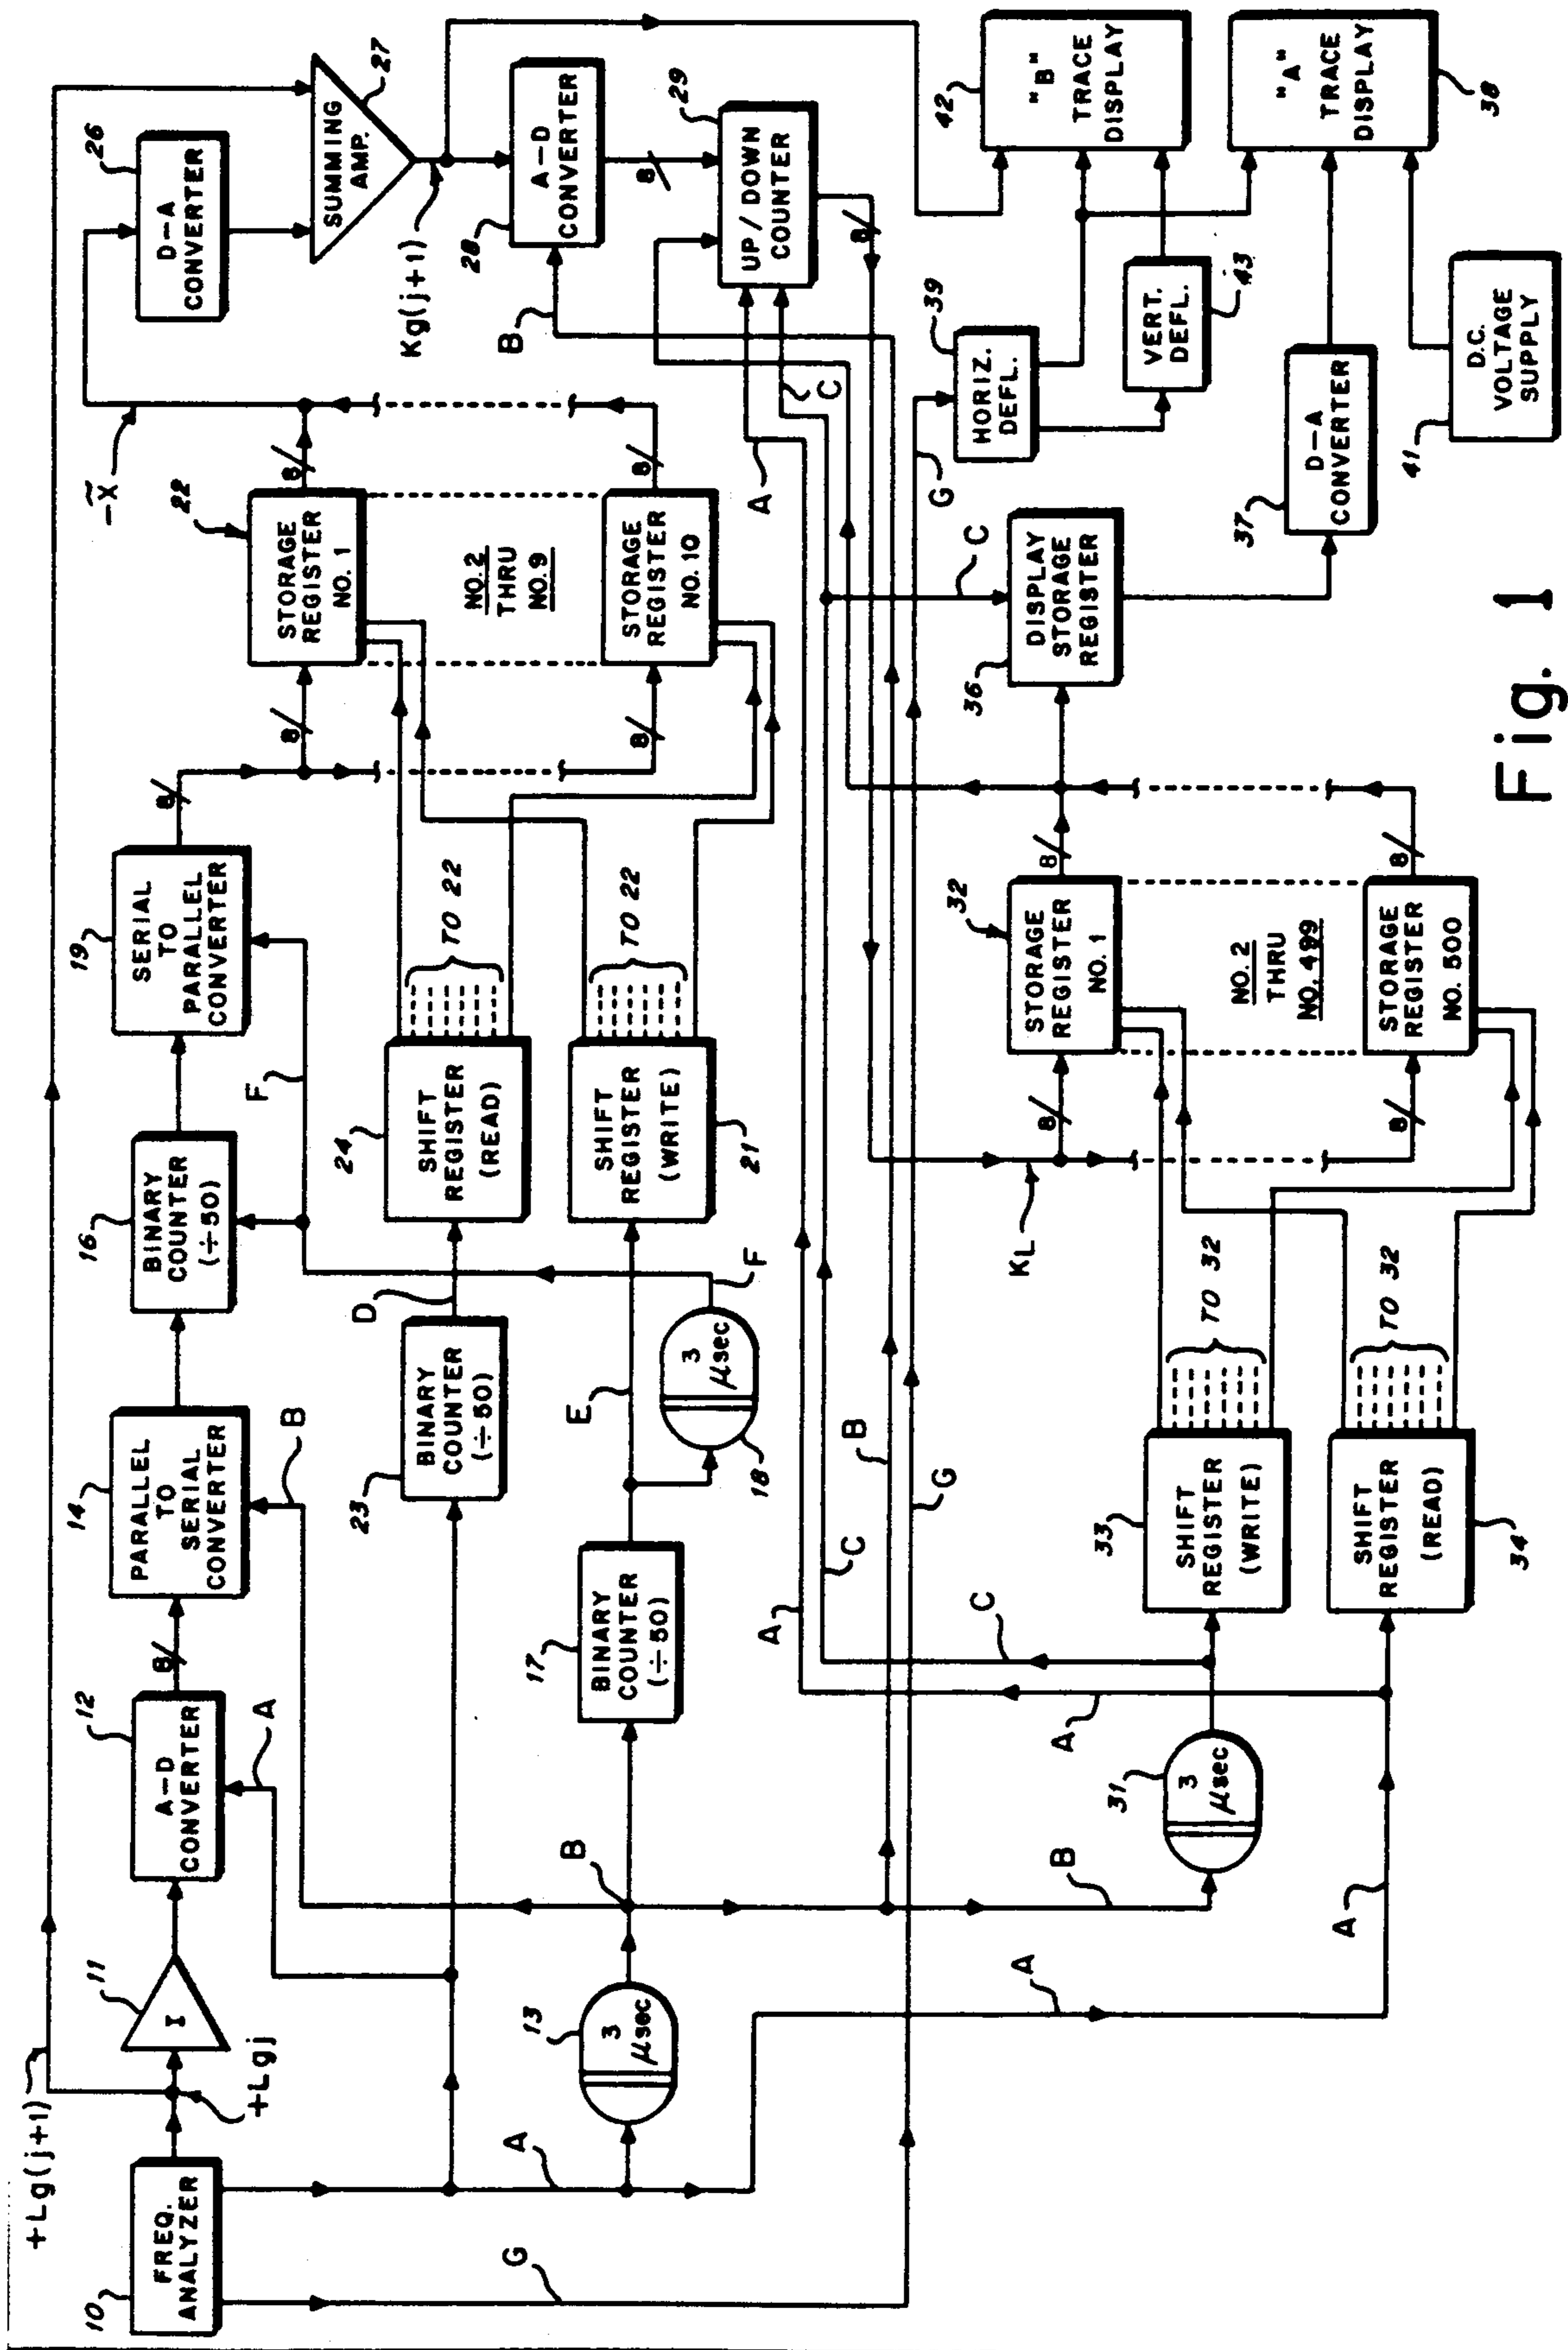 +Lg(j+1)
10
FREQ.
ANALYZER
+Lgj
11
I
12
A-D
CONVERTER
A
8
14
PARALLEL
TO
SERIAL
CONVERTER
B
16
BINARY
COUNTER
(÷50)
F
19
SERIAL
TO
PARALLEL
CONVERTER
8
-X̃
26
D-A
CONVERTER
SUMMING
AMP.
27
Kg(j+1)
G
A
13
3
μsec
B
17
BINARY
COUNTER
(÷50)
E
18
3
μsec
F
23
BINARY
COUNTER
(÷50)
D
24
SHIFT
REGISTER
(READ)
TO 22
SHIFT
REGISTER
(WRITE)
21
TO 22
8
STORAGE
REGISTER
NO. 1
22
8
NO. 2
THRU
NO. 9
8
STORAGE
REGISTER
NO. 10
8
28
A-D
CONVERTER
B
8
29
UP/DOWN
COUNTER
8
A
C
A
A
B
31
3
μsec
A
C
A
C
B
G
33
SHIFT
REGISTER
(WRITE)
TO 32
SHIFT
REGISTER
(READ)
34
TO 32
KL
8
STORAGE
REGISTER
NO. 1
32
8
NO. 2
THRU
NO. 499
8
STORAGE
REGISTER
NO. 500
8
36
DISPLAY
STORAGE
REGISTER
C
G
39
HORIZ.
DEFL.
VERT.
DEFL.
43
37
D-A
CONVERTER
41
D.C.
VOLTAGE
SUPPLY
42
"B"
TRACE
DISPLAY
"A"
TRACE
DISPLAY
38
Fig. 1